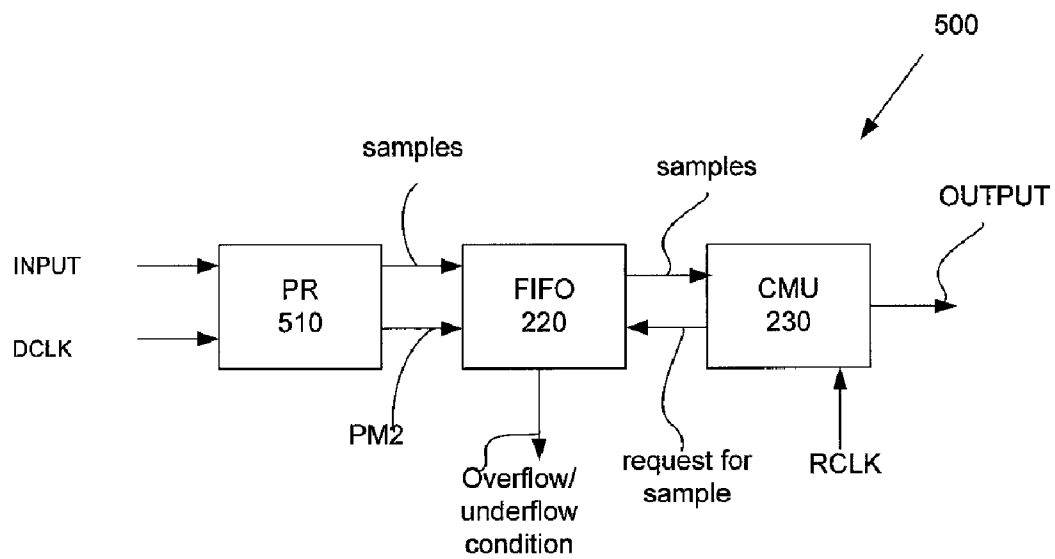 500
samples
samples
OUTPUT
INPUT
DCLK
PR
510
FIFO
220
CMU
230
PM2
Overflow/
underflow
condition
request for
sample
RCLK